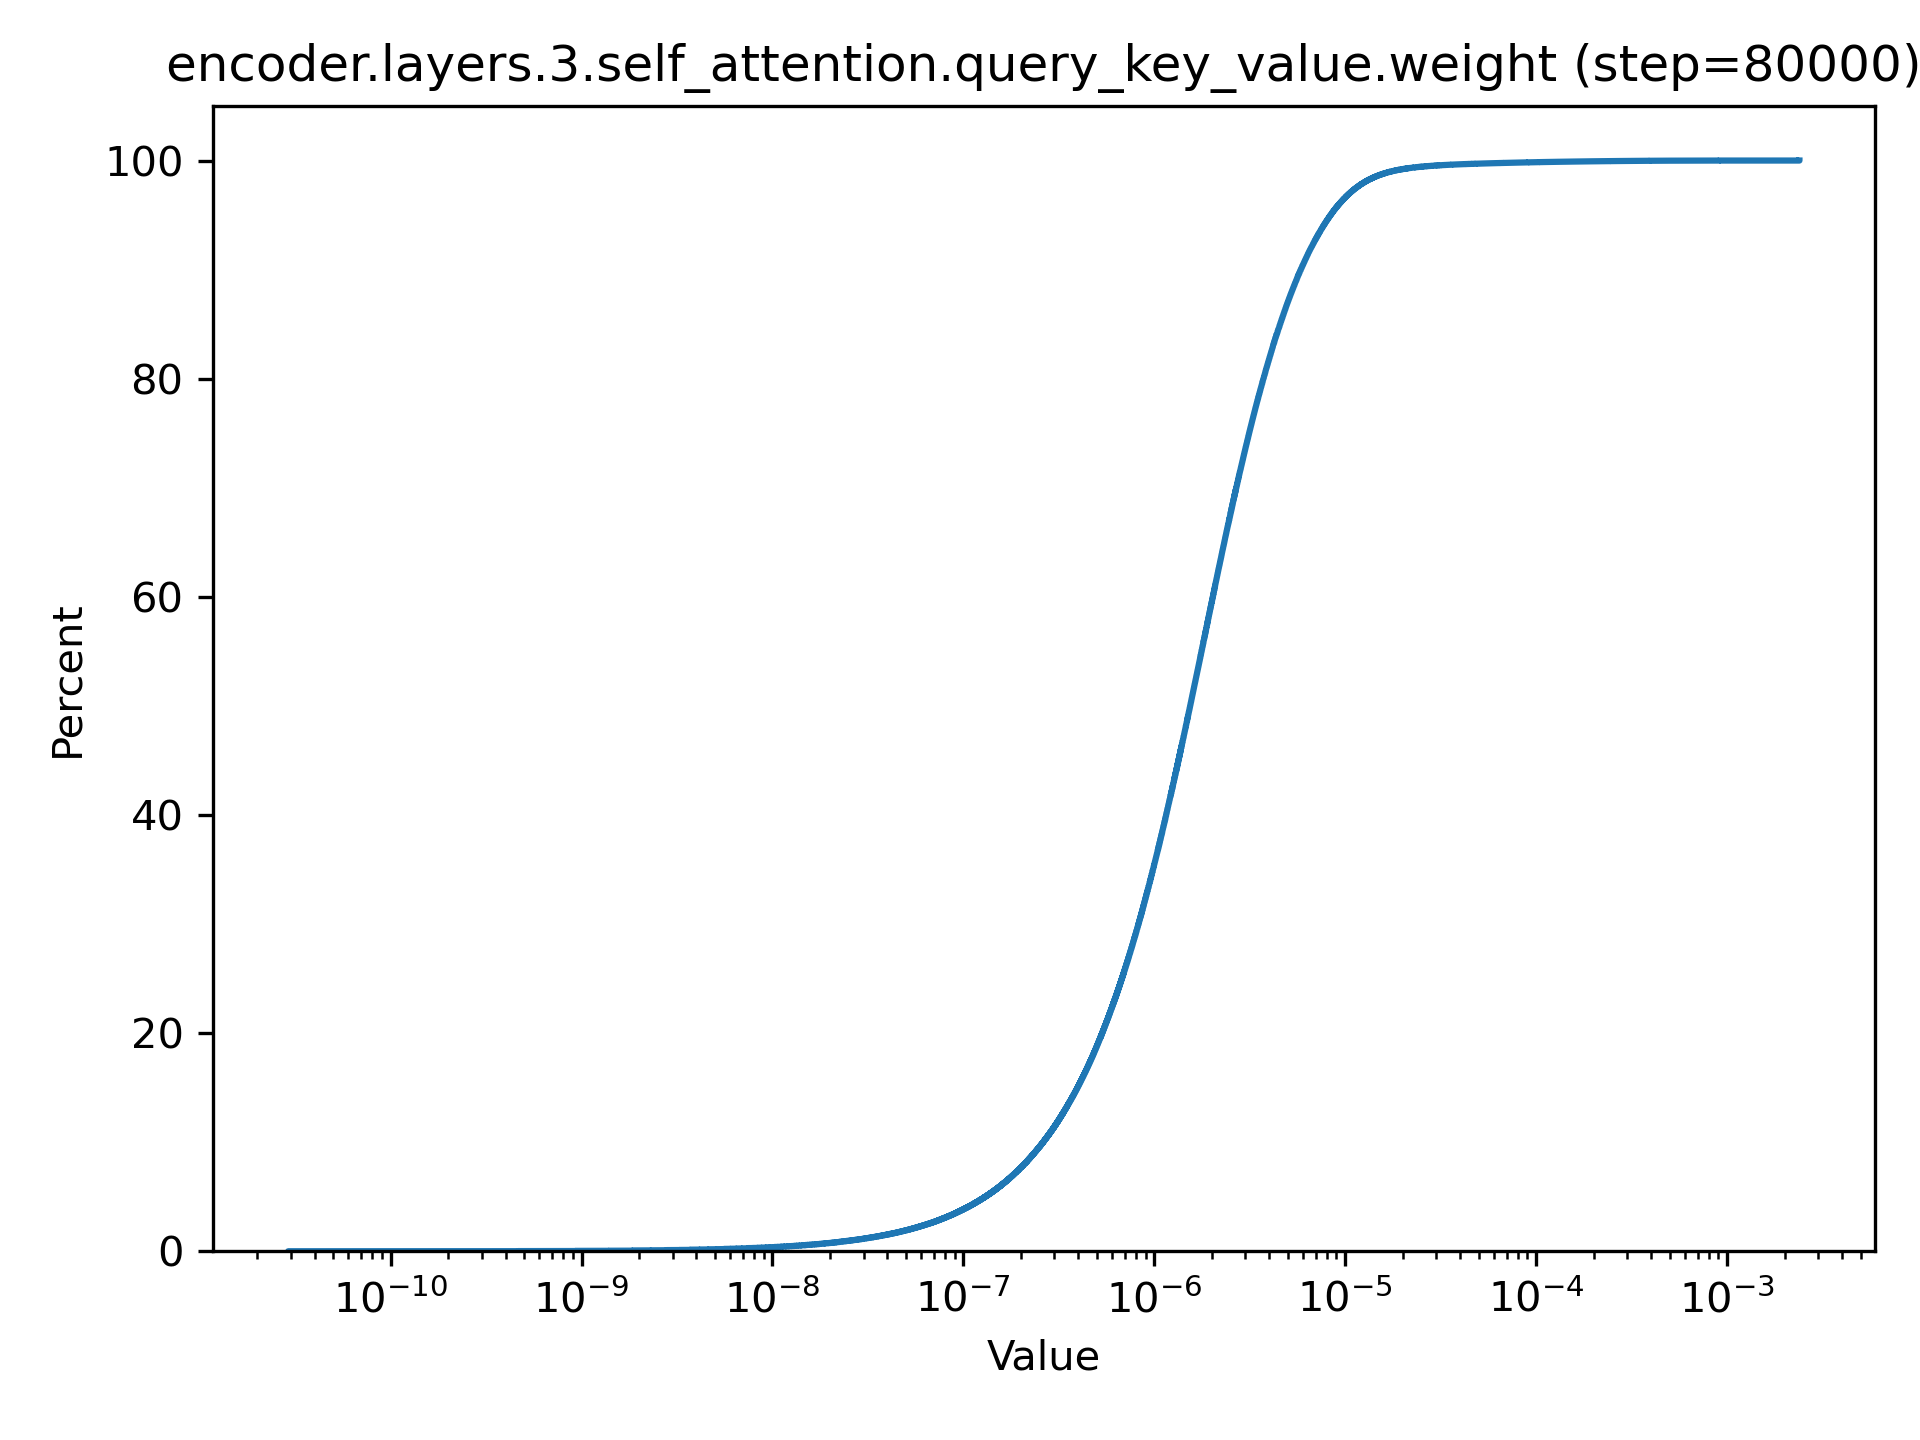 encoder.layers.3.self_attention.query_key_value.weight (step=80000)
100
80
60
40
20
0
Percent
10⁻¹⁰ 10⁻⁹ 10⁻⁸ 10⁻⁷ 10⁻⁶ 10⁻⁵ 10⁻⁴ 10⁻³
Value